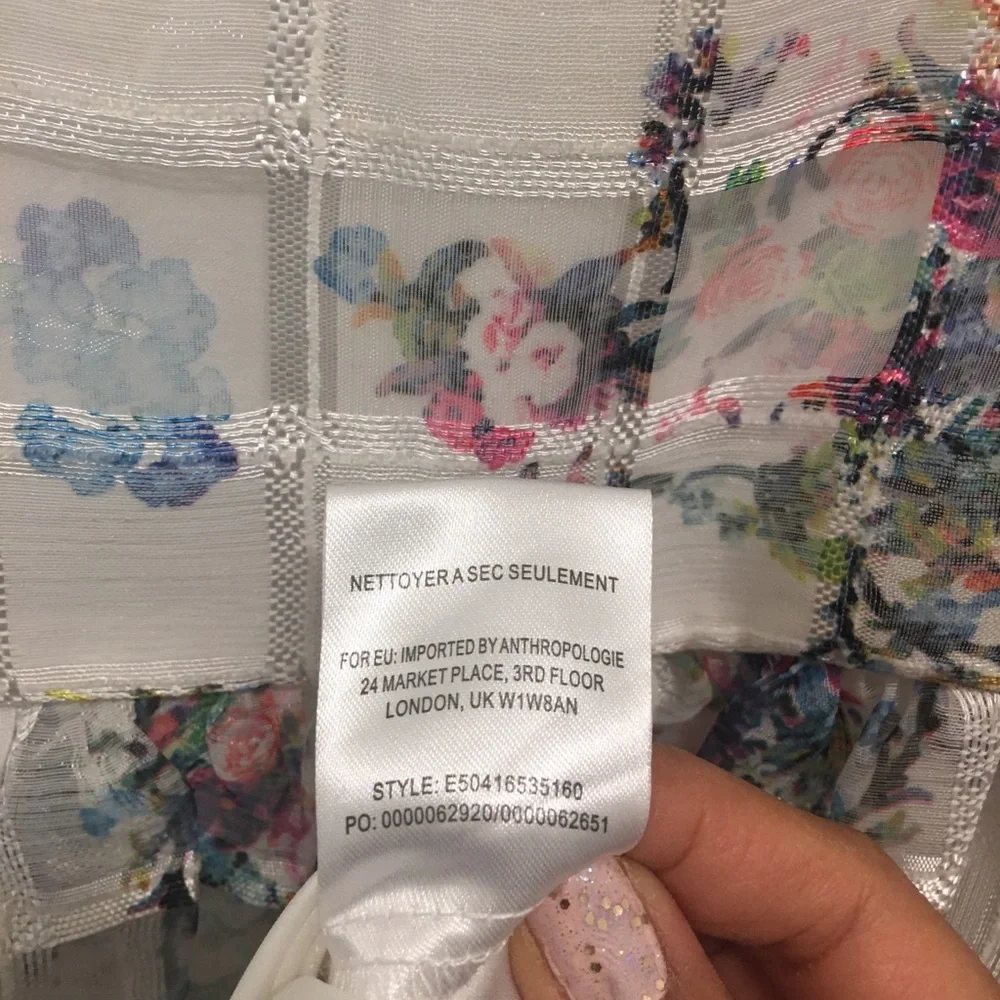 NETTOYER A SEC SEULEMENT
FOR EU: IMPORTED BY ANTHROPOLOGIE
24 MARKET PLACE, 3RD FLOOR
LONDON, UK W1W8AN
STYLE: E50416535160
PO: 0000062920/0000062651